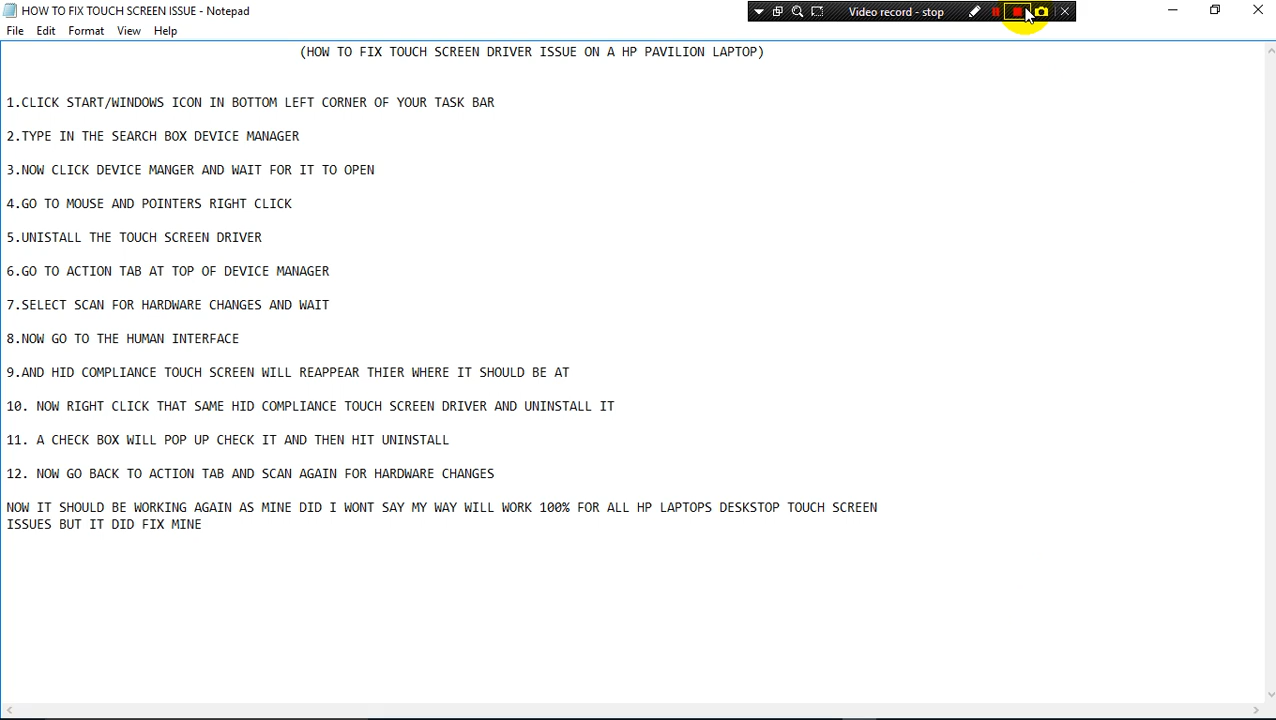 HOW TO FIX TOUCH SCREEN ISSUE - Notepad
Video record - stop
File Edit Format View Help
(HOW TO FIX TOUCH SCREEN DRIVER ISSUE ON A HP PAVILION LAPTOP)
1.CLICK START/WINDOWS ICON IN BOTTOM LEFT CORNER OF YOUR TASK BAR
2.TYPE IN THE SEARCH BOX DEVICE MANAGER
3.NOW CLICK DEVICE MANGER AND WAIT FOR IT TO OPEN
4.GO TO MOUSE AND POINTERS RIGHT CLICK
5.UNISTALL THE TOUCH SCREEN DRIVER
6.GO TO ACTION TAB AT TOP OF DEVICE MANAGER
7.SELECT SCAN FOR HARDWARE CHANGES AND WAIT
8.NOW GO TO THE HUMAN INTERFACE
9.AND HID COMPLIANCE TOUCH SCREEN WILL REAPPEAR THIER WHERE IT SHOULD BE AT
10. NOW RIGHT CLICK THAT SAME HID COMPLIANCE TOUCH SCREEN DRIVER AND UNINSTALL IT
11. A CHECK BOX WILL POP UP CHECK IT AND THEN HIT UNINSTALL
12. NOW GO BACK TO ACTION TAB AND SCAN AGAIN FOR HARDWARE CHANGES
NOW IT SHOULD BE WORKING AGAIN AS MINE DID I WONT SAY MY WAY WILL WORK 100% FOR ALL HP LAPTOPS DESKSTOP TOUCH SCREEN
ISSUES BUT IT DID FIX MINE